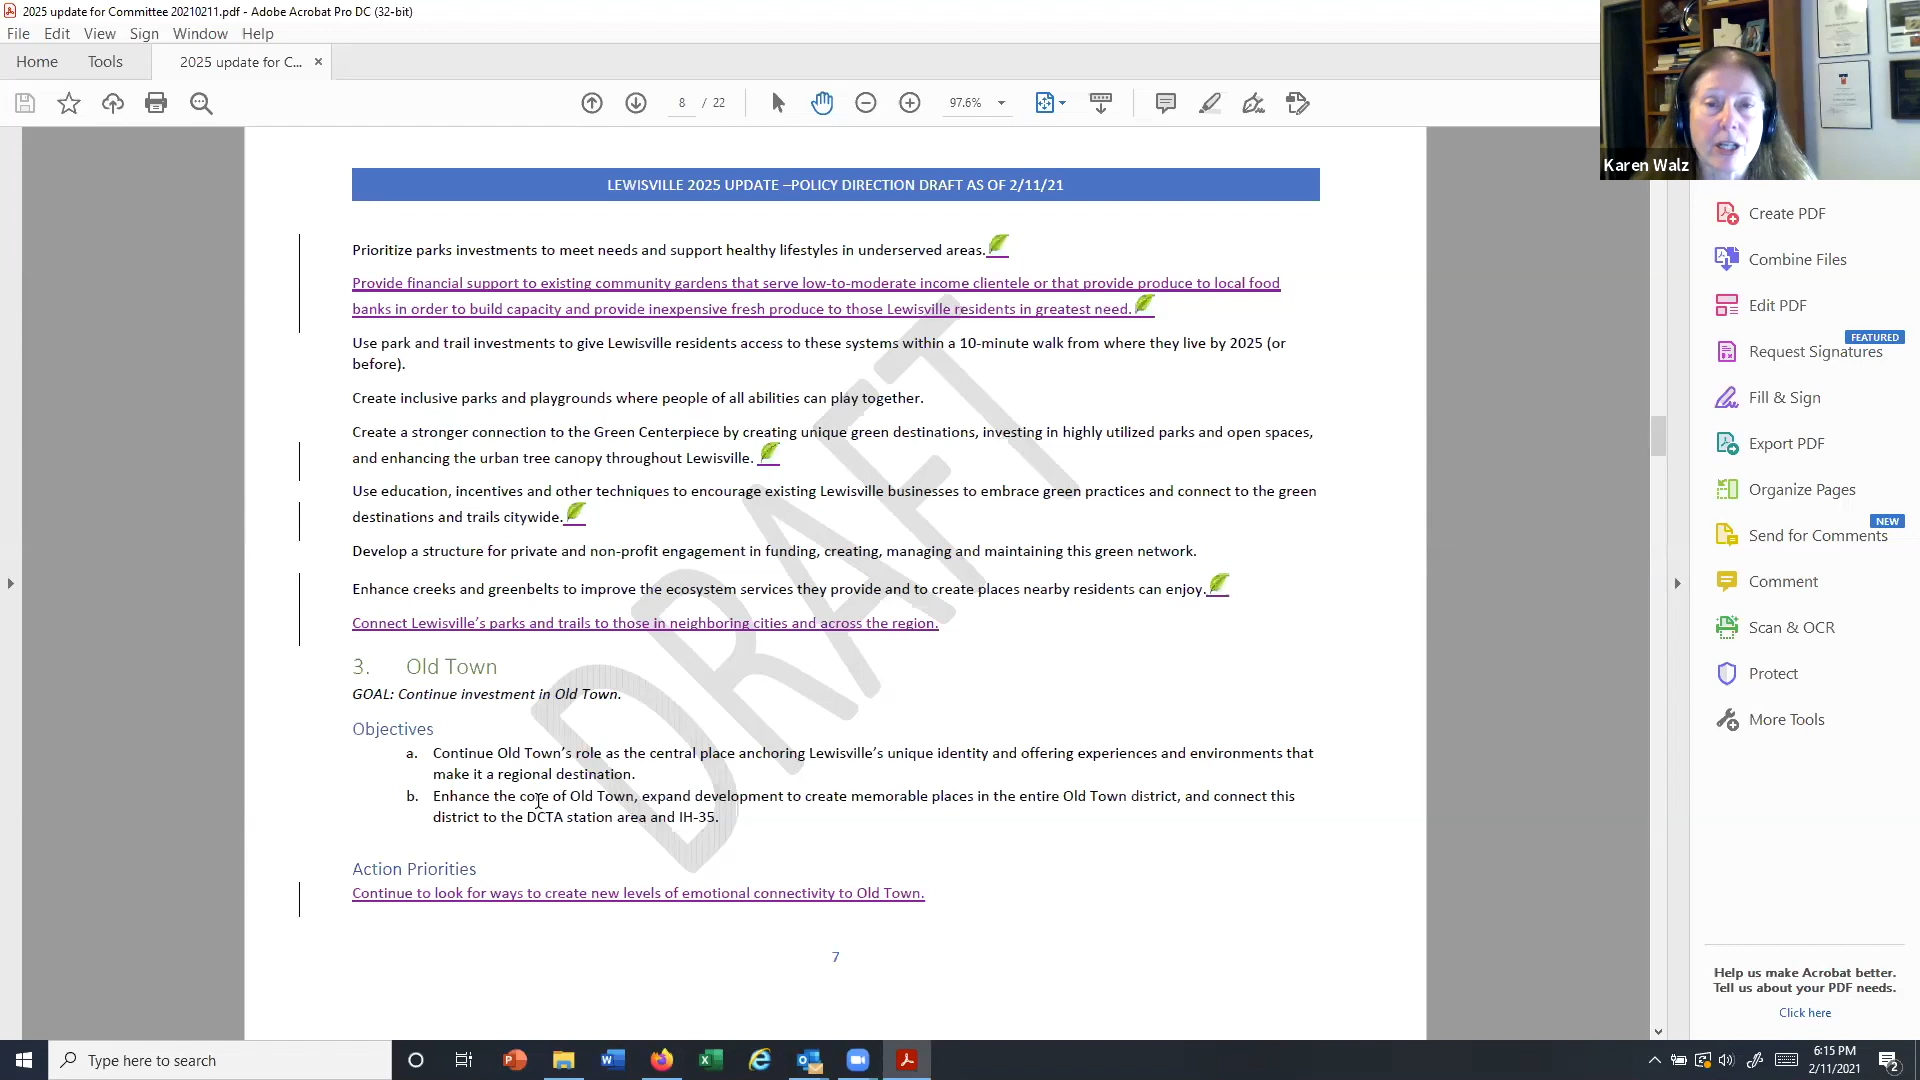 2025 update for Committee 20210211.pdf - Adobe Acrobat Pro DC (32-bit)
File Edit View Sign Window Help
Home Tools 2025 update for C... ×
8 / 22 97.6%
Karen Walz
LEWISVILLE 2025 UPDATE –POLICY DIRECTION DRAFT AS OF 2/11/21
Prioritize parks investments to meet needs and support healthy lifestyles in underserved areas.
Provide financial support to existing community gardens that serve low-to-moderate income clientele or that provide produce to local food
banks in order to build capacity and provide inexpensive fresh produce to those Lewisville residents in greatest need.
Use park and trail investments to give Lewisville residents access to these systems within a 10-minute walk from where they live by 2025 (or
before).
Create inclusive parks and playgrounds where people of all abilities can play together.
Create a stronger connection to the Green Centerpiece by creating unique green destinations, investing in highly utilized parks and open spaces,
and enhancing the urban tree canopy throughout Lewisville.
Use education, incentives and other techniques to encourage existing Lewisville businesses to embrace green practices and connect to the green
destinations and trails citywide.
Develop a structure for private and non-profit engagement in funding, creating, managing and maintaining this green network.
Enhance creeks and greenbelts to improve the ecosystem services they provide and to create places nearby residents can enjoy.
Connect Lewisville's parks and trails to those in neighboring cities and across the region.
3. Old Town
GOAL: Continue investment in Old Town.
Objectives
a. Continue Old Town's role as the central place anchoring Lewisville's unique identity and offering experiences and environments that
make it a regional destination.
b. Enhance the core of Old Town, expand development to create memorable places in the entire Old Town district, and connect this
district to the DCTA station area and IH-35.
Action Priorities
Continue to look for ways to create new levels of emotional connectivity to Old Town.
7
DRAFT
Create PDF
Combine Files
Edit PDF
FEATURED
Request Signatures
Fill & Sign
Export PDF
Organize Pages
NEW
Send for Comments
Comment
Scan & OCR
Protect
More Tools
Help us make Acrobat better.
Tell us about your PDF needs.
Click here
Type here to search
6:15 PM
2/11/2021
2